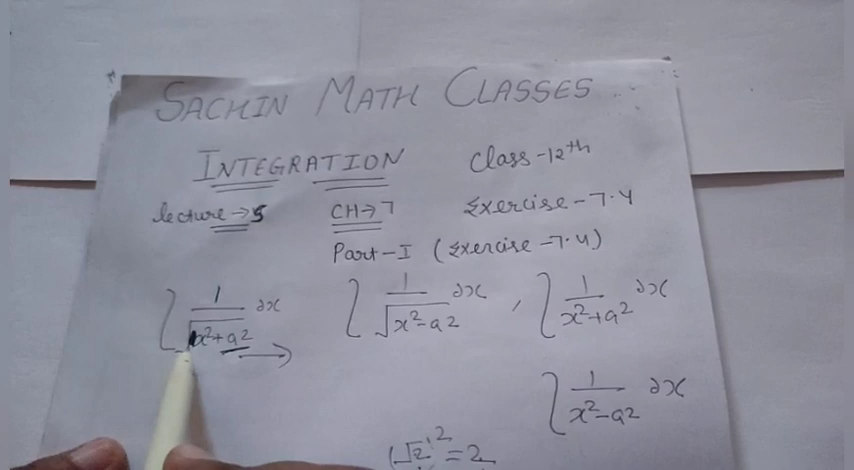 SACHIN MATH CLASSES
INTEGRATION Class-12th
lecture → 5 CH→7 Exercise-7.4
Part-I (Exercise-7.4)
∫ 1/√(x²+a²) dx ∫ 1/√(x²-a²) dx , ∫ 1/(x²+a²) dx
∫ 1/(x²-a²) dx
(√2)² = 2